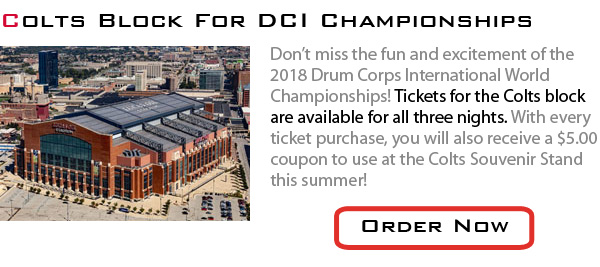 Colts Block For DCI Championships
Don’t miss the fun and excitement of the
2018 Drum Corps International World
Championships! Tickets for the Colts block
are available for all three nights. With every
ticket purchase, you will also receive a $5.00
coupon to use at the Colts Souvenir Stand
this summer!
Order Now